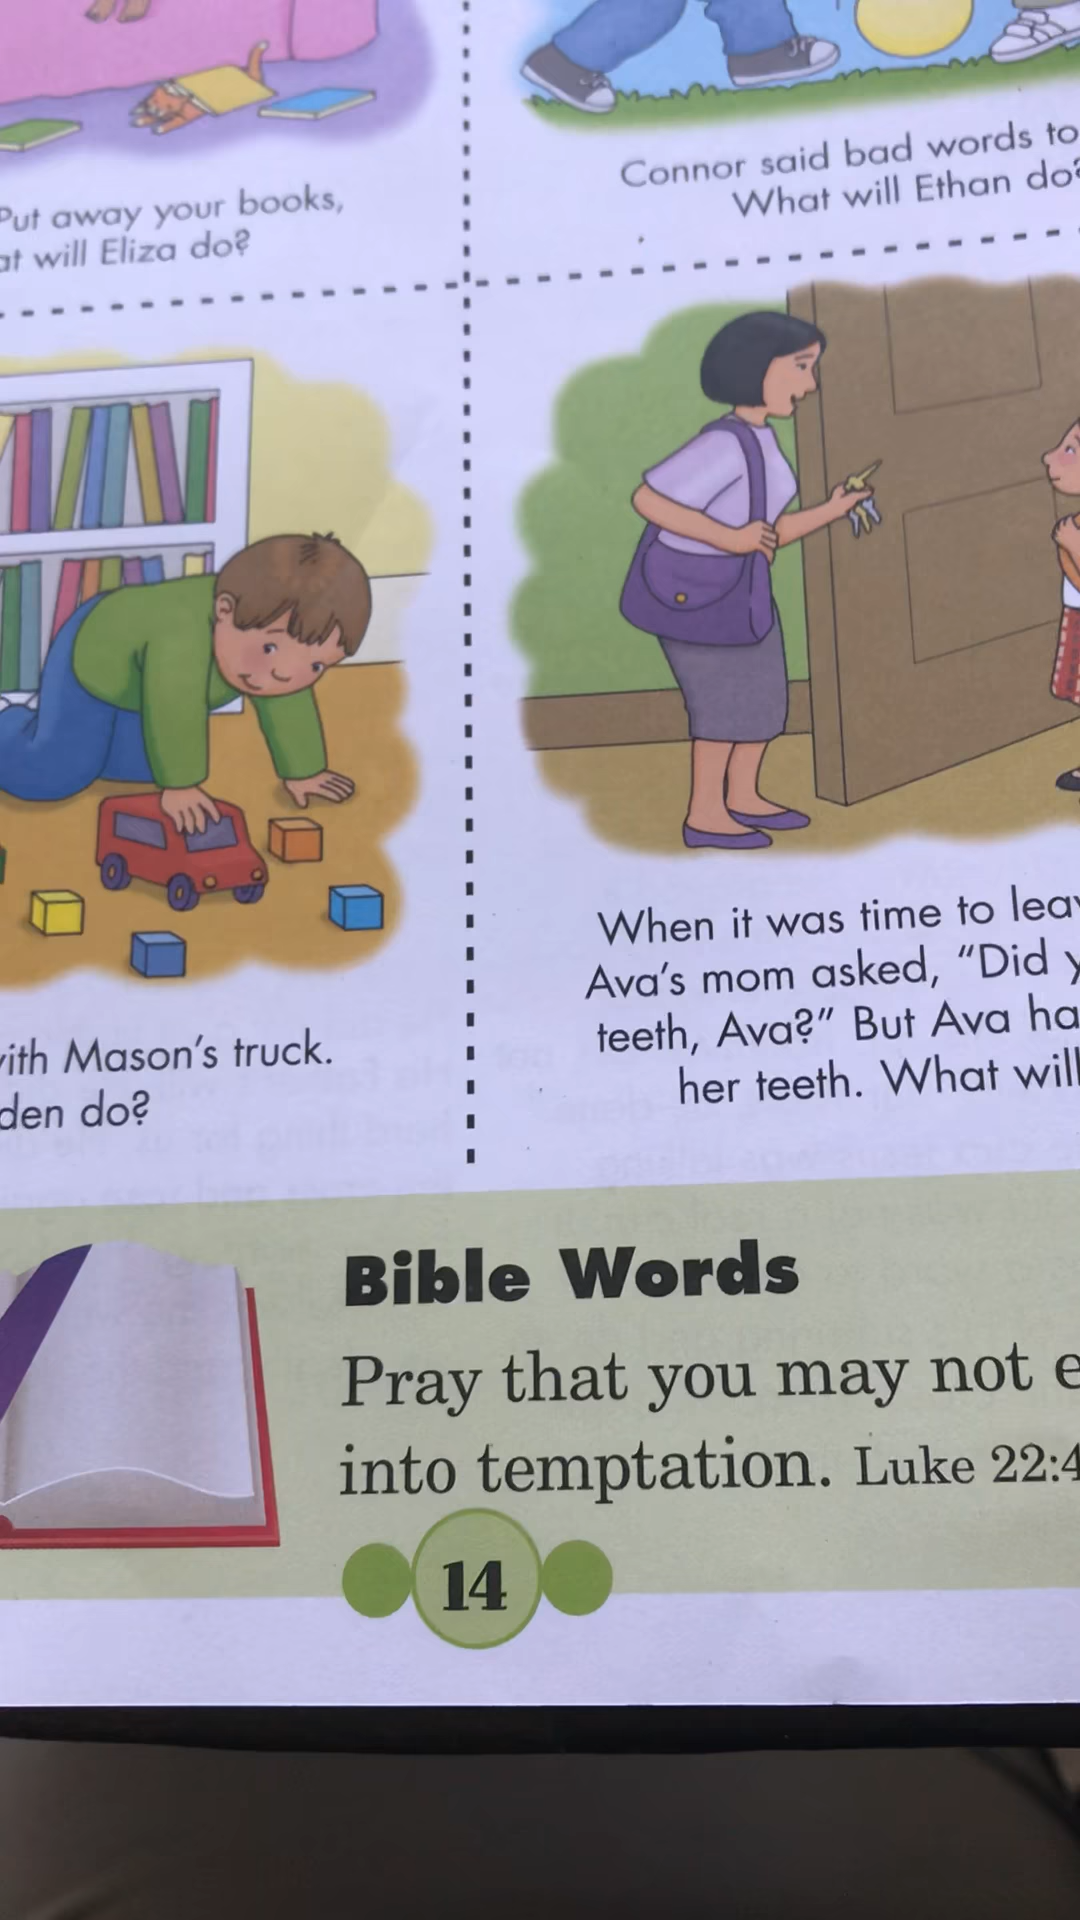 Put away your books,
at will Eliza do?
Connor said bad words to
What will Ethan do?
with Mason's truck.
den do?
When it was time to leav
Ava's mom asked, "Did y
teeth, Ava?" But Ava ha
her teeth. What will
Bible Words
Pray that you may not e
into temptation. Luke 22:4
14